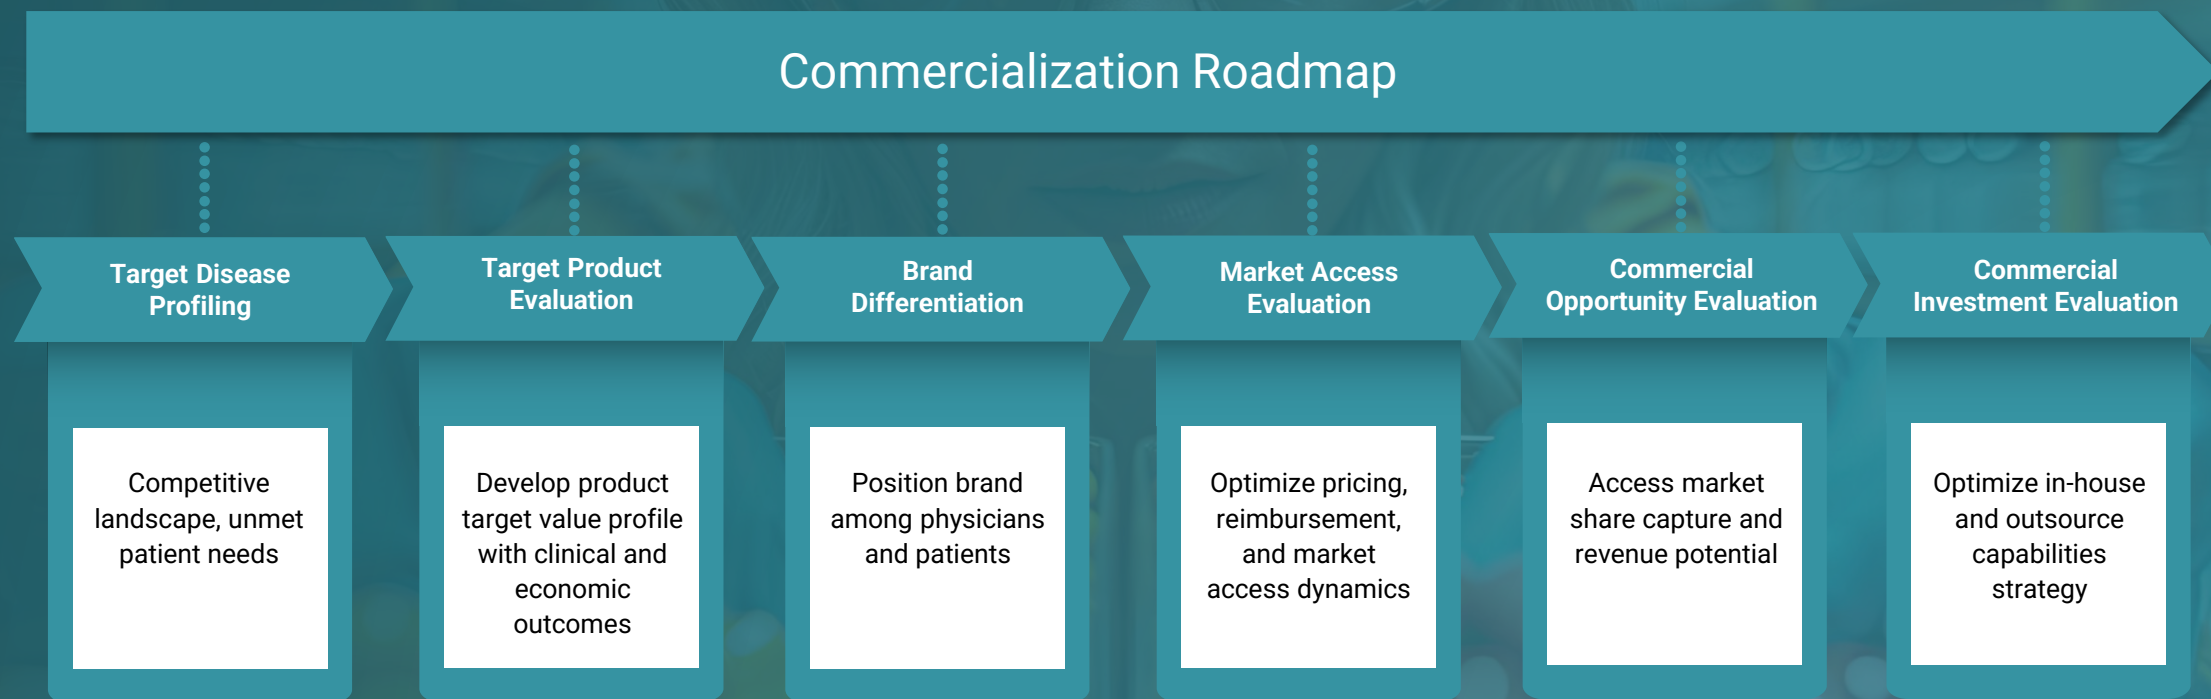 Commercialization Roadmap
Target Disease
Profiling
Competitive
landscape, unmet
patient needs
Target Product
Evaluation
Develop product
target value profile
with clinical and
economic
outcomes
Brand
Differentiation
Position brand
among physicians
and patients
Market Access
Evaluation
Optimize pricing,
reimbursement,
and market
access dynamics
Commercial
Opportunity Evaluation
Access market
share capture and
revenue potential
Commercial
Investment Evaluation
Optimize in-house
and outsource
capabilities
strategy